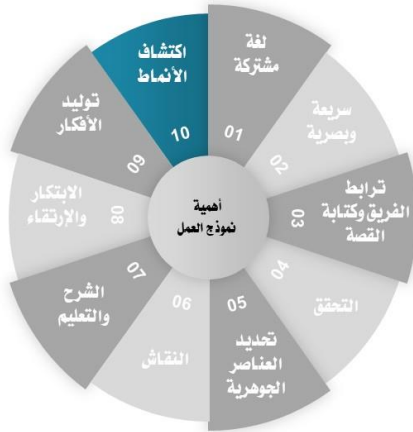 أهمية
نموذج العمل
لغة
مشتركة
01
سريعة
وبصرية
02
ترابط
الفريق وكتابة
القصة
03
التحقق
04
تحديد
العناصر
الجوهرية
05
النقاش
06
الشرح
والتعليم
07
الابتكار
والإرتقاء
08
توليد
الأفكار
09
اكتشاف
الأنماط
10